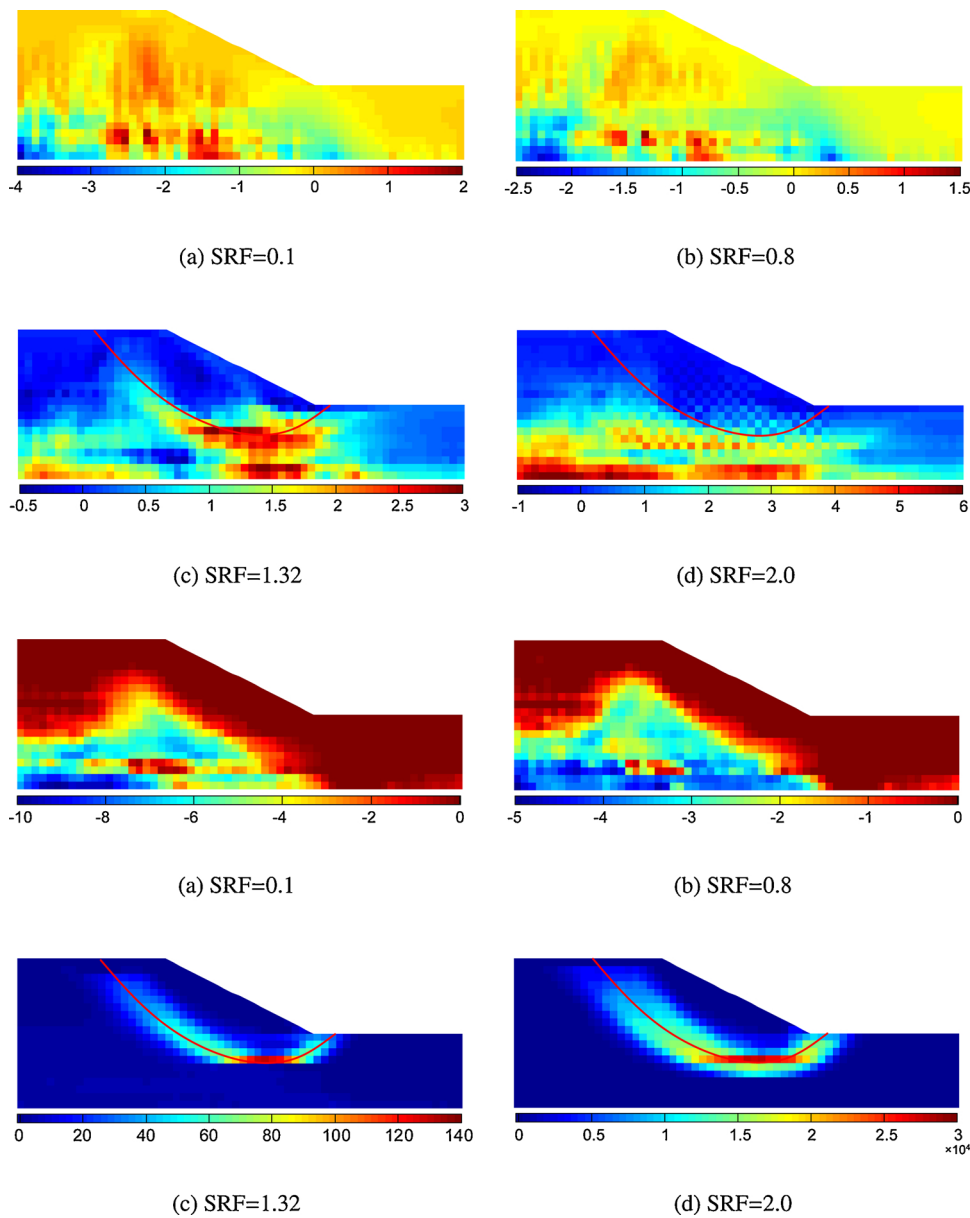 -4 -3 -2 -1 0 1 2
-2.5 -2 -1.5 -1 -0.5 0 0.5 1 1.5
(a) SRF=0.1
(b) SRF=0.8
-0.5 0 0.5 1 1.5 2 2.5 3
-1 0 1 2 3 4 5 6
(c) SRF=1.32
(d) SRF=2.0
-10 -8 -6 -4 -2 0
-5 -4 -3 -2 -1 0
(a) SRF=0.1
(b) SRF=0.8
0 20 40 60 80 100 120 140
0 0.5 1 1.5 2 2.5 3
×10⁴
(c) SRF=1.32
(d) SRF=2.0